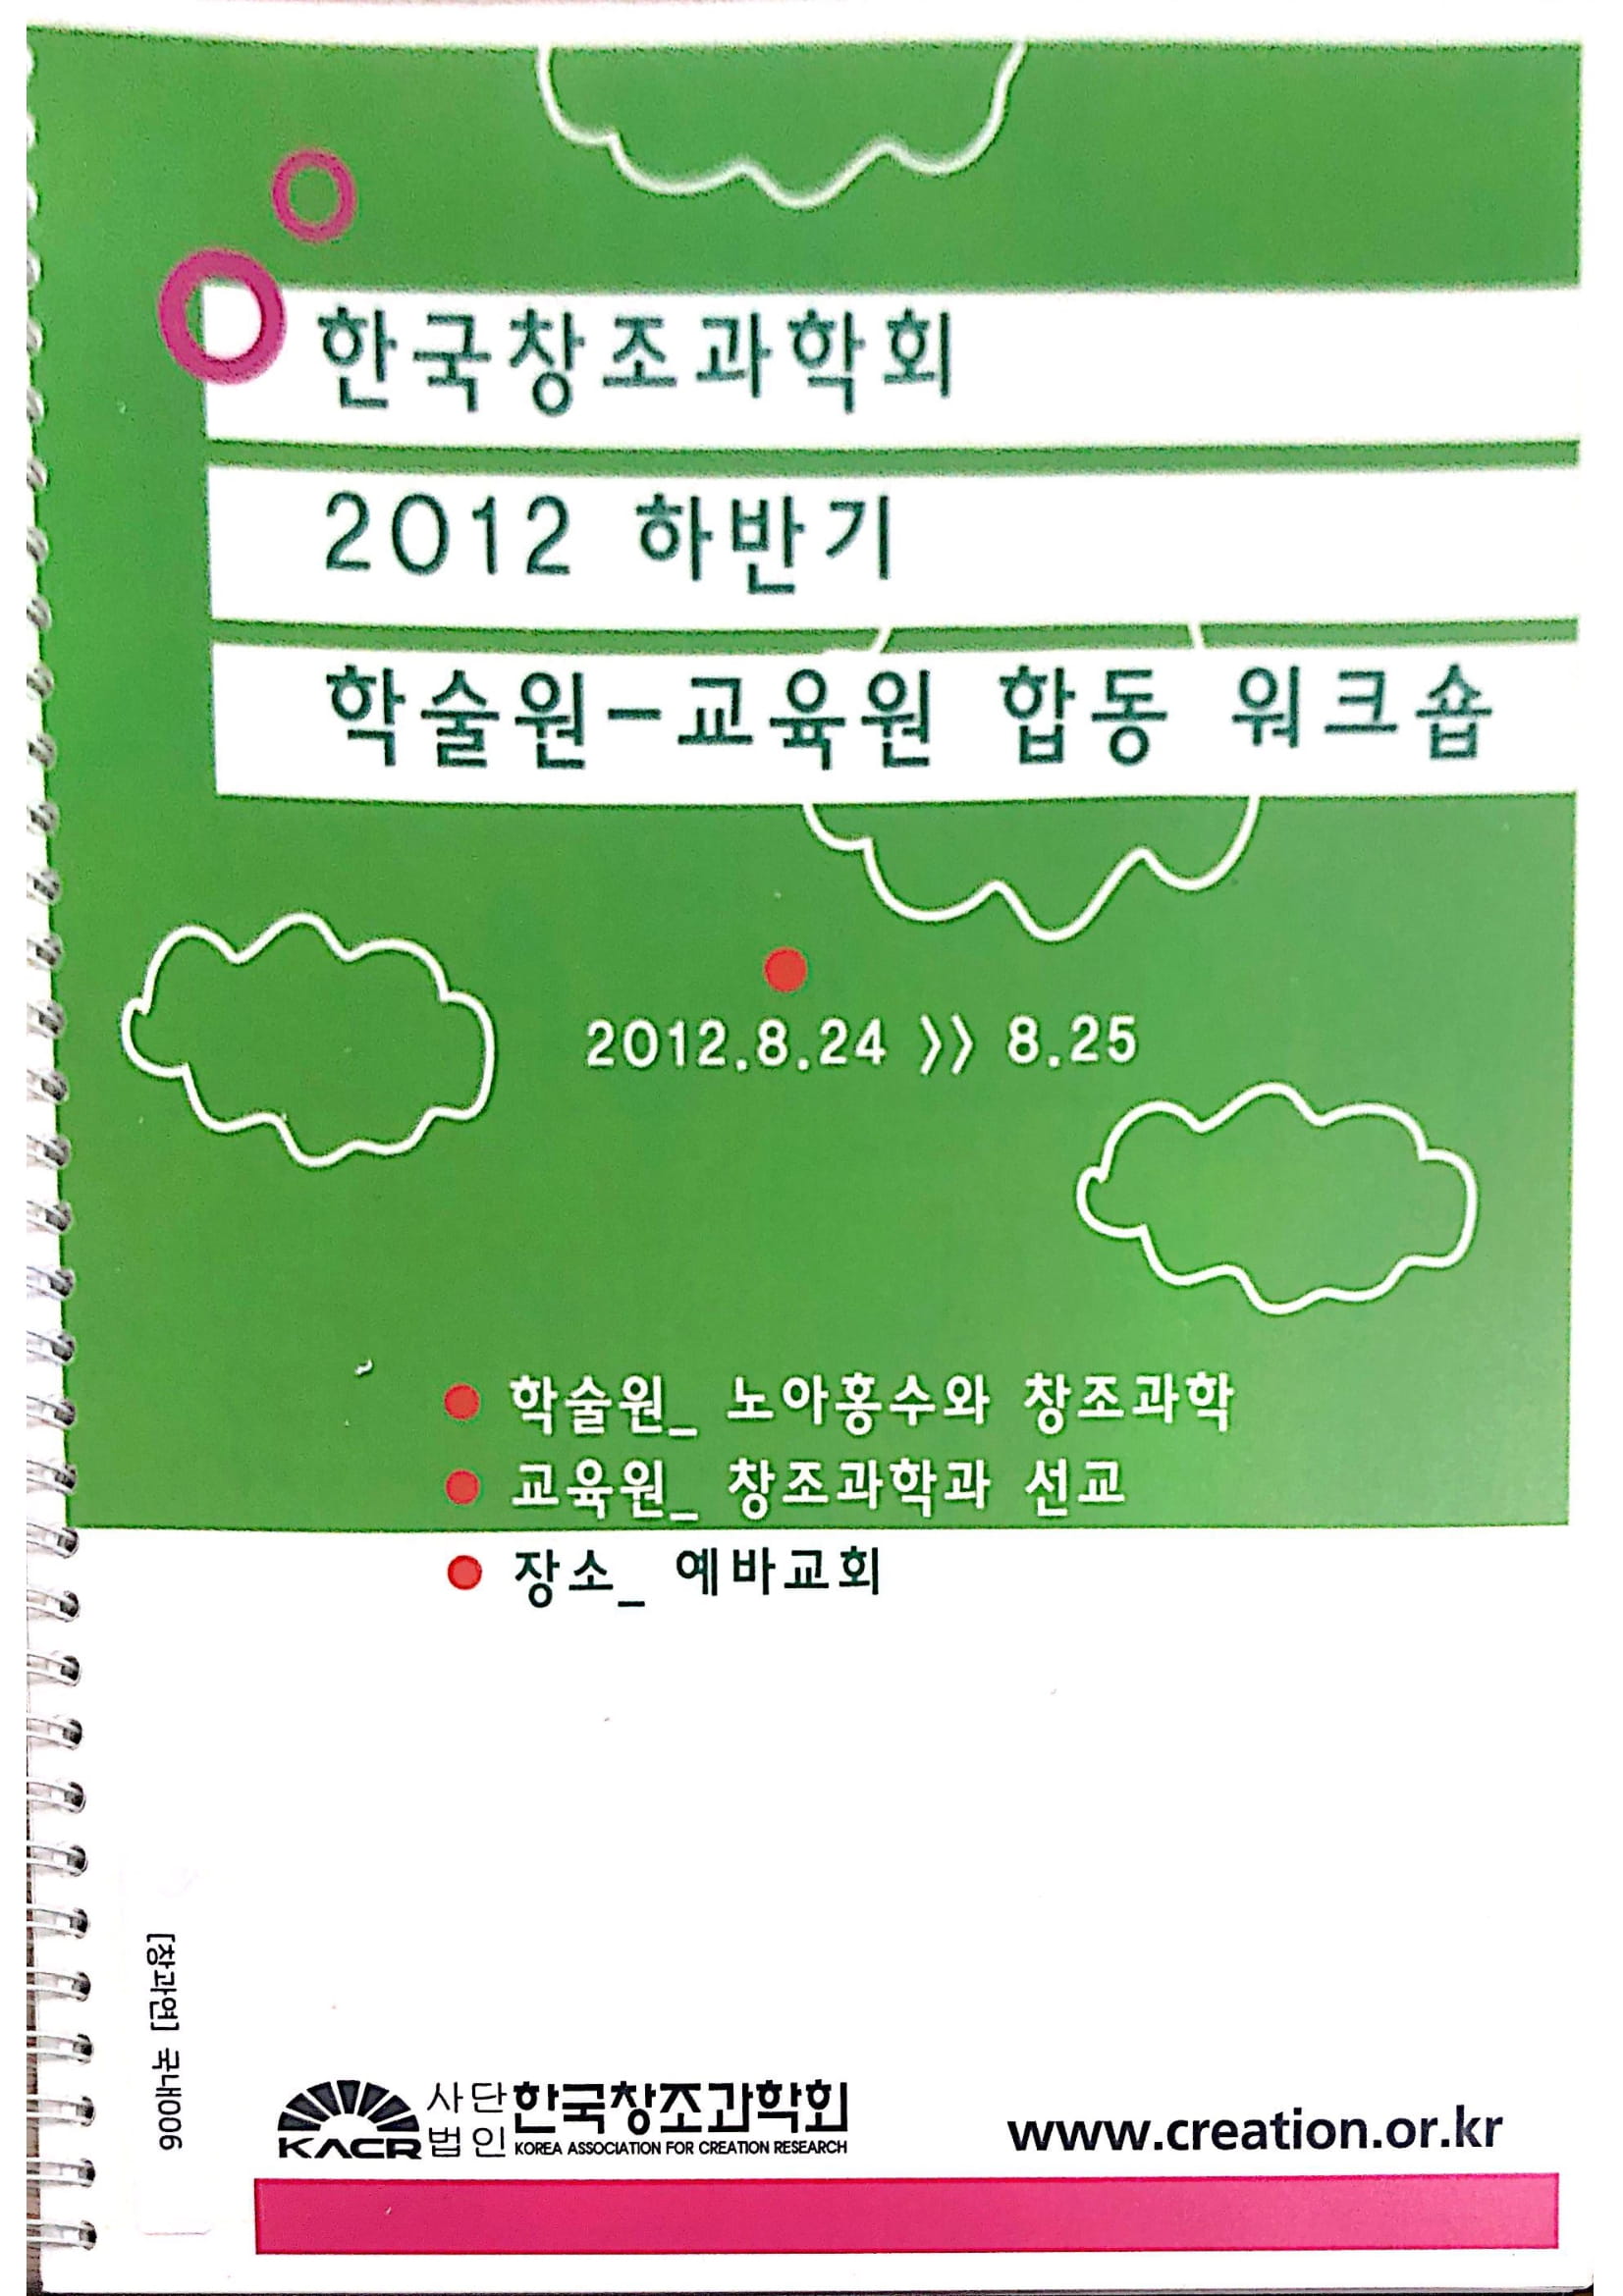 한국창조과학회
2012 하반기
학술원-교육원 합동 워크숍
2012.8.24 》 8.25
학술원_ 노아홍수와 창조과학
교육원_ 창조과학과 선교
장소_ 예바교회
[창과연] 국내006
KACR 사단법인 한국창조과학회
KOREA ASSOCIATION FOR CREATION RESEARCH
www.creation.or.kr